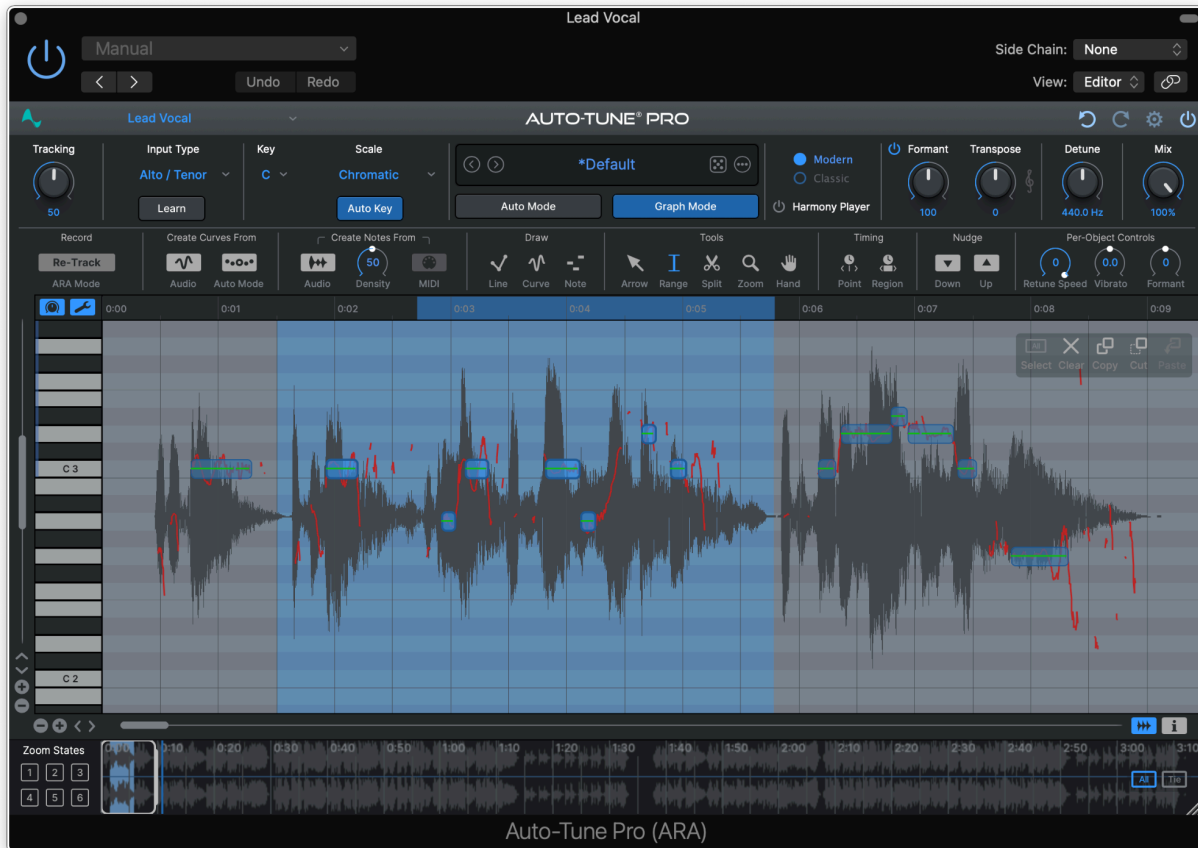 Lead Vocal
Manual
Side Chain: None
Undo Redo
View: Editor
Lead Vocal
AUTO-TUNE® PRO
Tracking
Input Type
Key
Scale
Alto / Tenor
C
Chromatic
50
Learn
Auto Key
*Default
Auto Mode
Graph Mode
Modern
Classic
Harmony Player
Formant
Transpose
Detune
Mix
100
0
440.0 Hz
100%
Record
Create Curves From
Create Notes From
Draw
Tools
Timing
Nudge
Per-Object Controls
Re-Track
50
0
0.0
0
ARA Mode
Audio
Auto Mode
Audio
Density
MIDI
Line
Curve
Note
Arrow
Range
Split
Zoom
Hand
Point
Region
Down
Up
Retune Speed
Vibrato
Formant
0:00 0:01 0:02 0:03 0:04 0:05 0:06 0:07 0:08 0:09
All
Select Clear Copy Cut Paste
C 3
C 2
Zoom States
0:00 0:10 0:20 0:30 0:40 0:50 1:00 1:10 1:20 1:30 1:40 1:50 2:00 2:10 2:20 2:30 2:40 2:50 3:00 3:10
1 2 3
All Tie
4 5 6
Auto-Tune Pro (ARA)